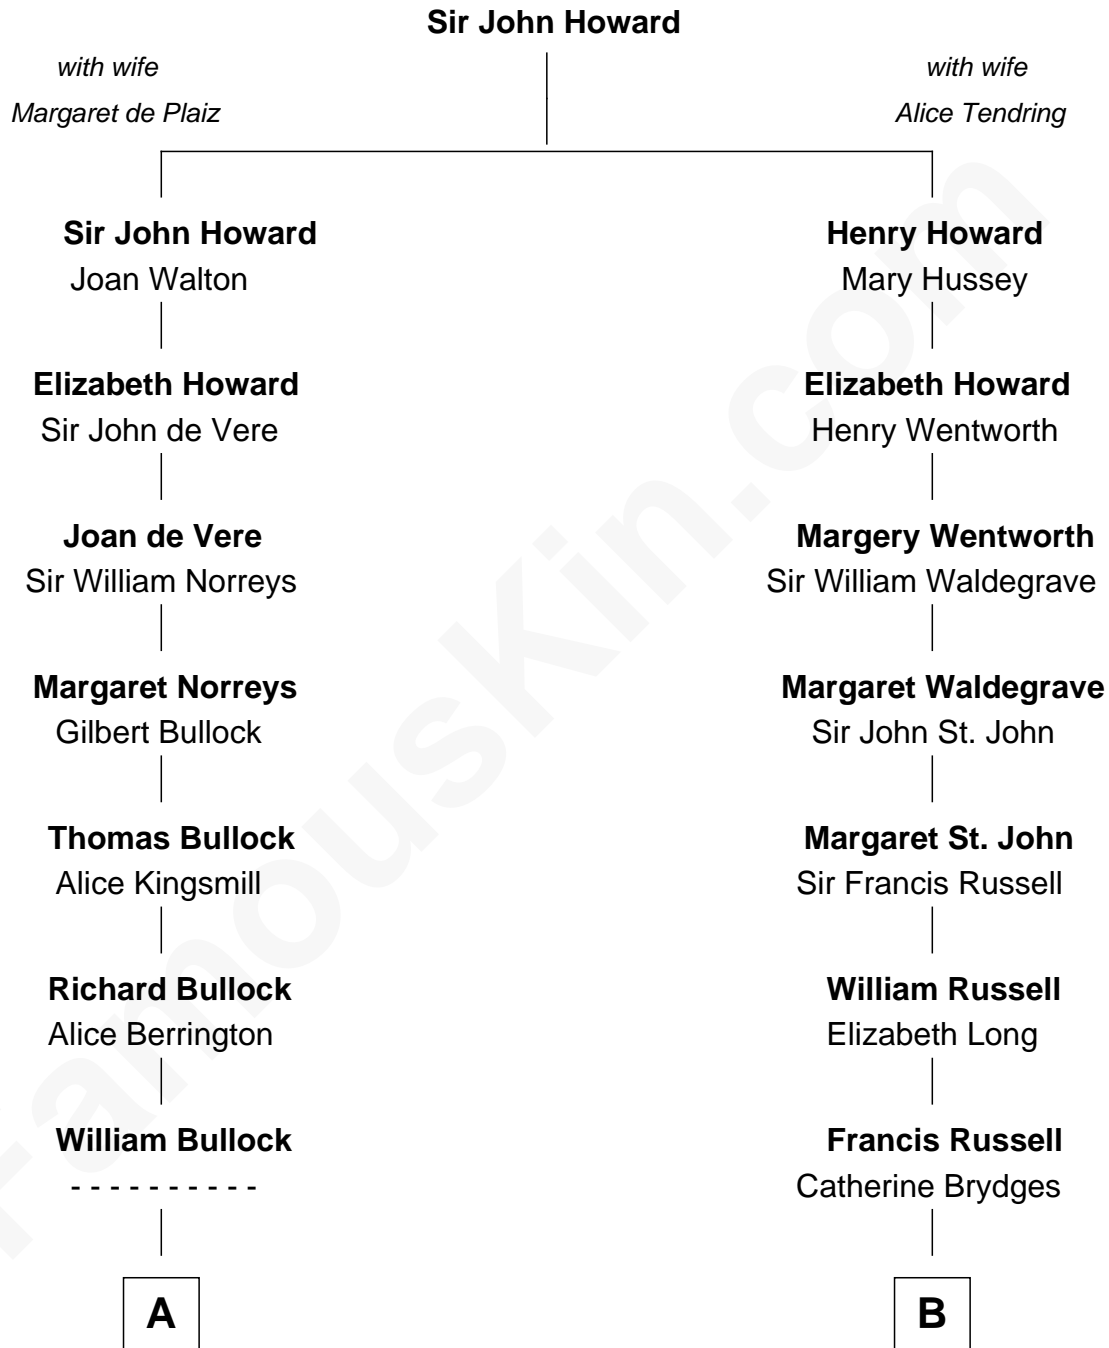 Sir John Howard
with wife
Margaret de Plaiz
with wife
Alice Tendring
Sir John Howard
Joan Walton
Henry Howard
Mary Hussey
Elizabeth Howard
Sir John de Vere
Elizabeth Howard
Henry Wentworth
Joan de Vere
Sir William Norreys
Margery Wentworth
Sir William Waldegrave
Margaret Norreys
Gilbert Bullock
Margaret Waldegrave
Sir John St. John
Thomas Bullock
Alice Kingsmill
Margaret St. John
Sir Francis Russell
Richard Bullock
Alice Berrington
William Russell
Elizabeth Long
William Bullock
- - - - - - - - - -
Francis Russell
Catherine Brydges
A
B
FamousKin.com